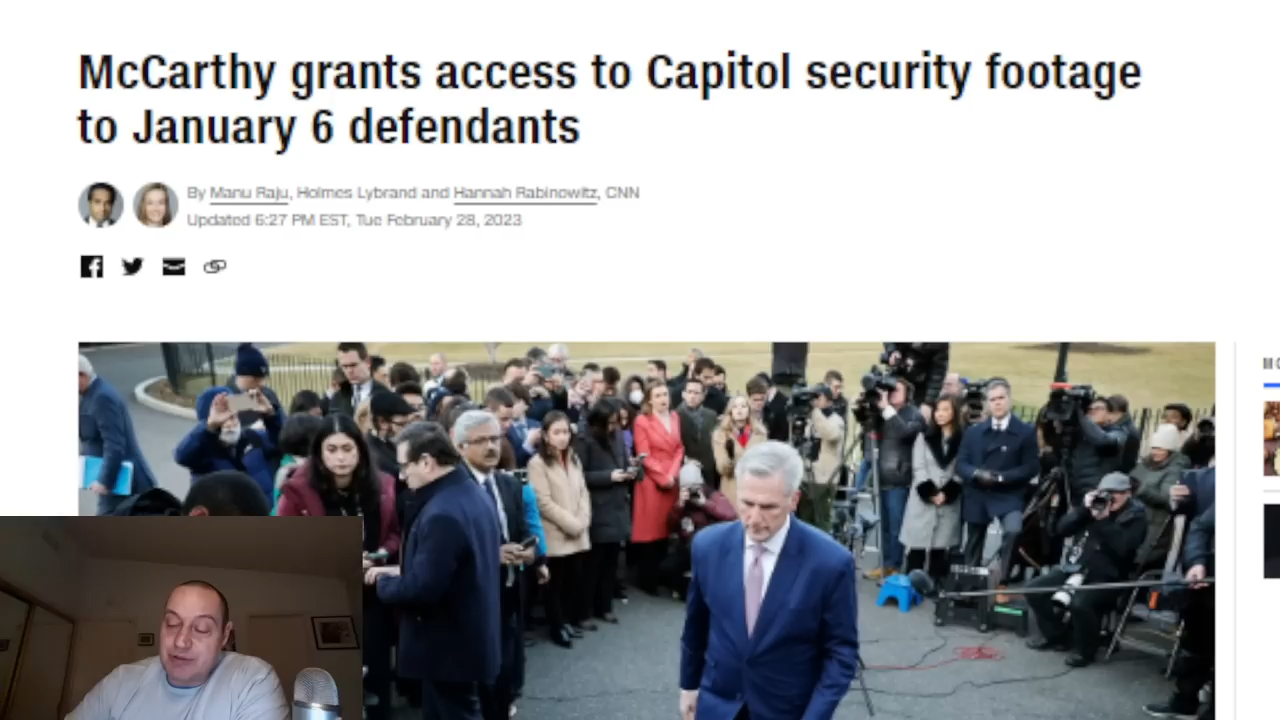 McCarthy grants access to Capitol security footage
to January 6 defendants
By Manu Raju, Holmes Lybrand and Hannah Rabinowitz, CNN
Updated 6:27 PM EST, Tue February 28, 2023